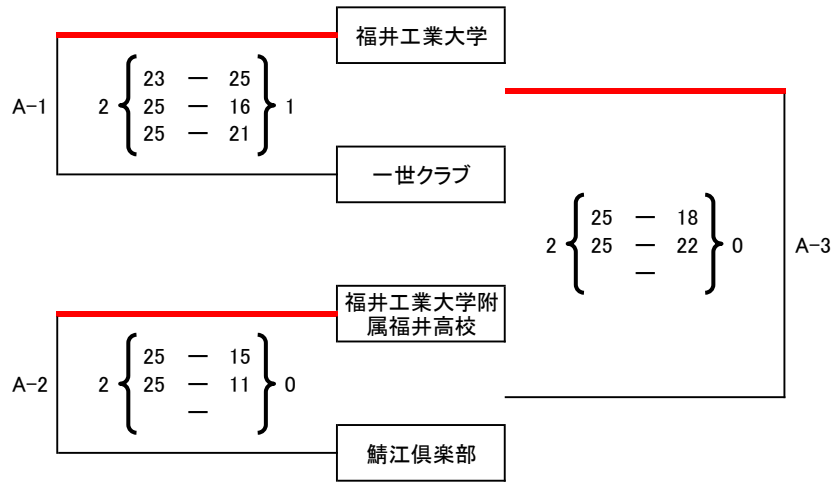 福井工業大学
A-1
2
23 － 25
25 － 16
25 － 21
1
一世クラブ
2
25 － 18
25 － 22
－
0
A-3
福井工業大学附
属福井高校
A-2
2
25 － 15
25 － 11
－
0
鯖江倶楽部